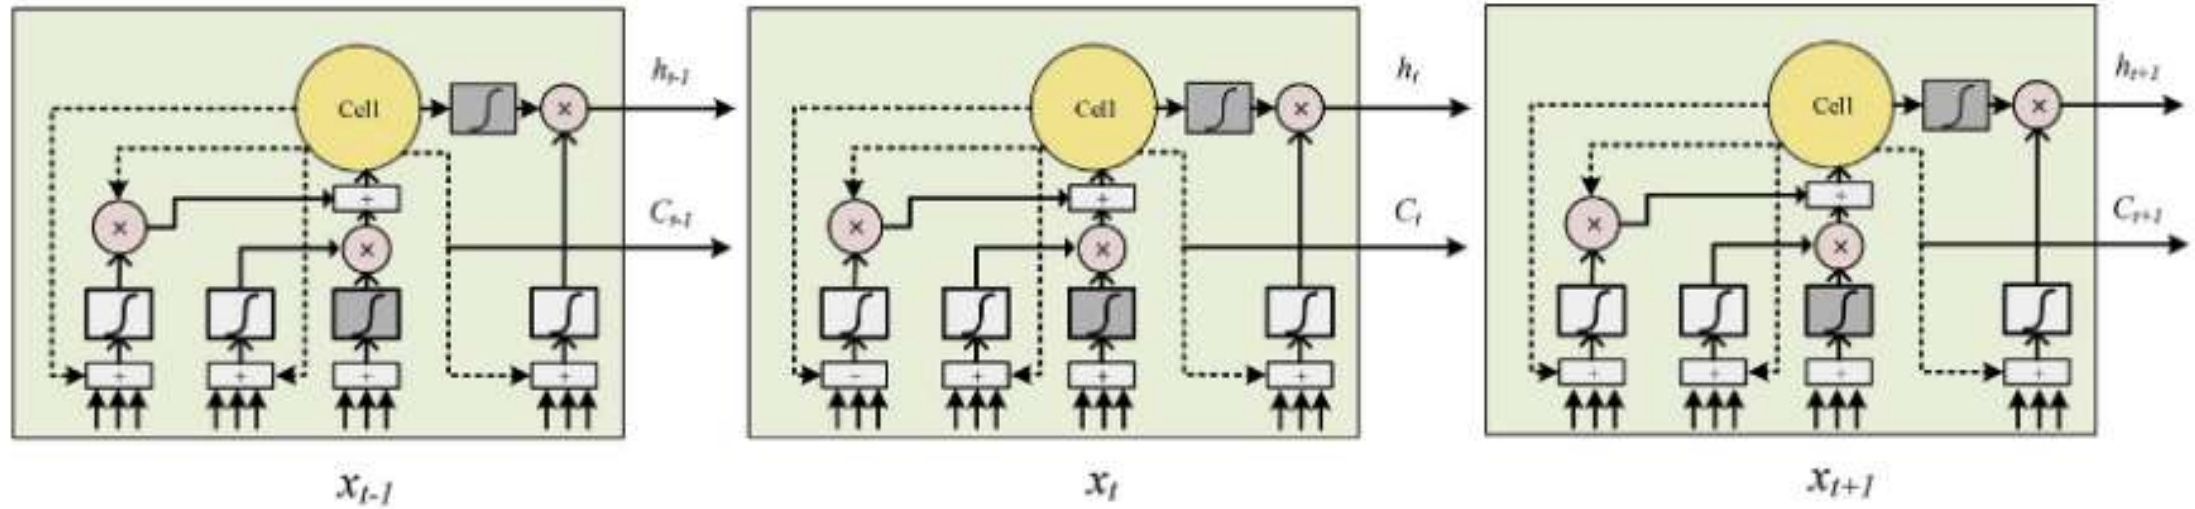 Cell
×
h_{t-1}
Cell
×
h_t
Cell
×
h_{t+1}
+
×
C_{t-1}
×
+
×
C_t
×
+
×
C_{t+1}
×
+
+
+
+
+
+
+
+
+
+
x_{t-1}
x_t
x_{t+1}